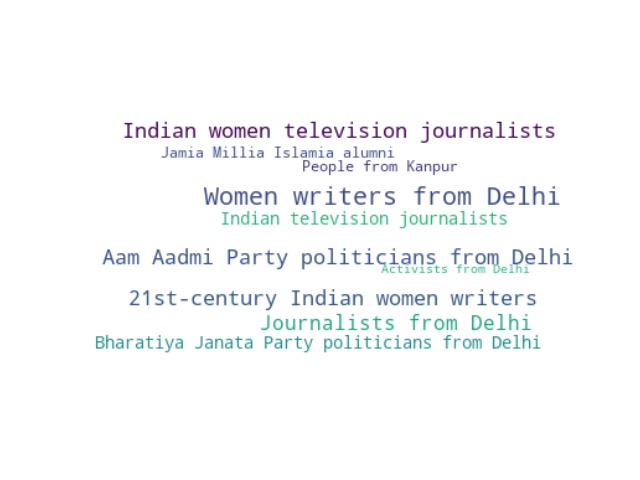 Indian women television journalists
Jamia Millia Islamia alumni
People from Kanpur
Women writers from Delhi
Indian television journalists
Aam Aadmi Party politicians from Delhi
Activists from Delhi
21st-century Indian women writers
Journalists from Delhi
Bharatiya Janata Party politicians from Delhi